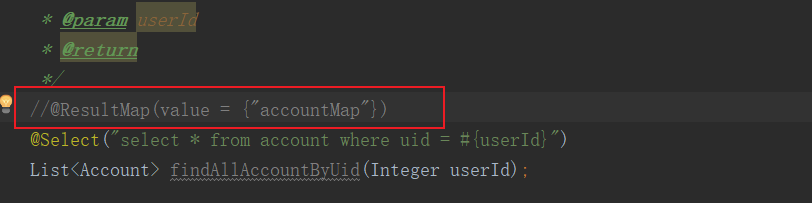 * @param userId
* @return
*/
//@ResultMap(value = {"accountMap"})
@Select("select * from account where uid = #{userId}")
List<Account> findAllAccountByUid(Integer userId);